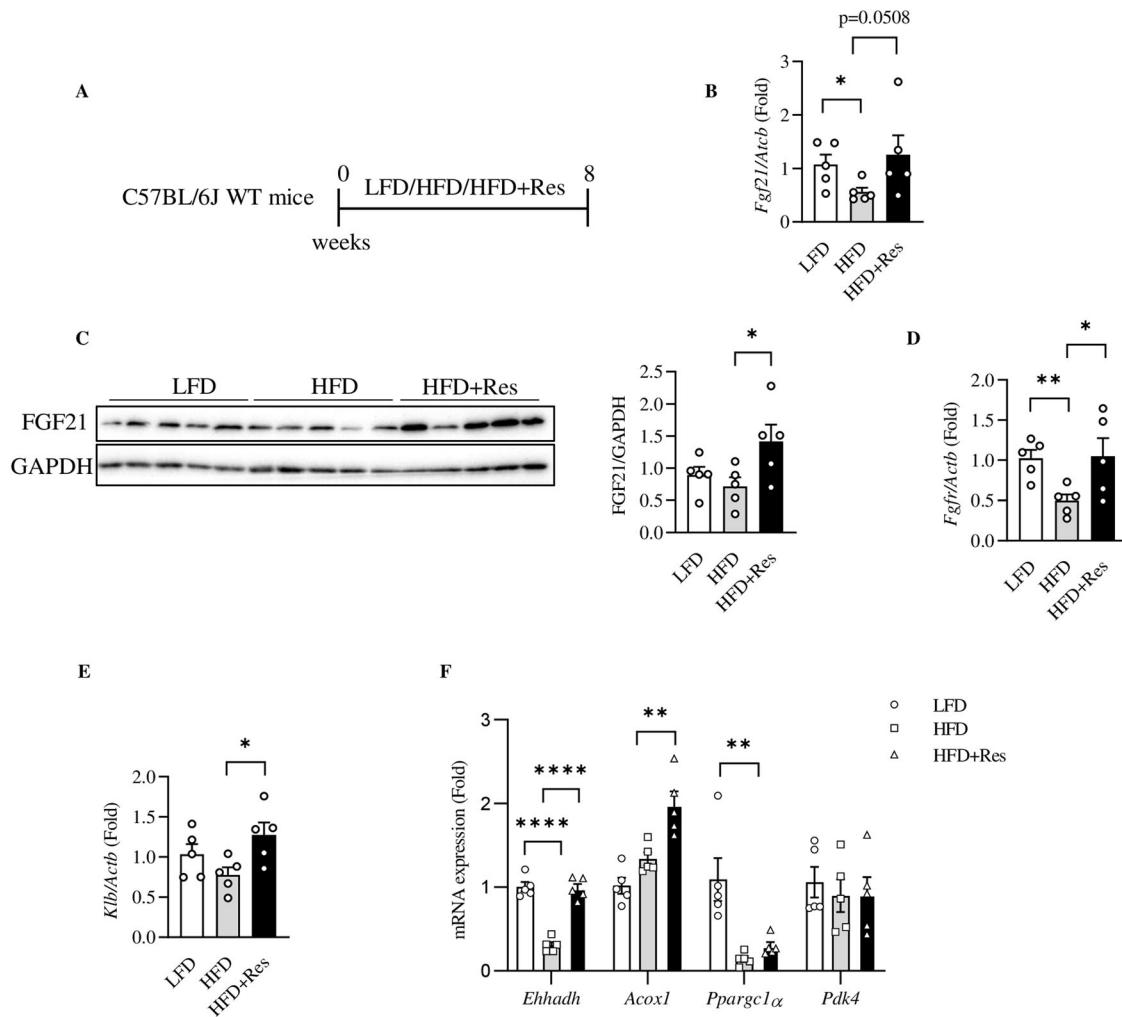 A
C57BL/6J WT mice
0
LFD/HFD/HFD+Res
8
weeks
B
p=0.0508
*
Fgf21/Atcb (Fold)
3
2
1
0
LFD
HFD
HFD+Res
C
LFD
HFD
HFD+Res
FGF21
GAPDH
*
FGF21/GAPDH
2.5
2.0
1.5
1.0
0.5
0.0
LFD
HFD
HFD+Res
D
*
**
Fgfr/Actb (Fold)
2.0
1.5
1.0
0.5
0.0
LFD
HFD
HFD+Res
E
*
Klb/Actb (Fold)
2.0
1.5
1.0
0.5
0.0
LFD
HFD
HFD+Res
F
LFD
HFD
HFD+Res
**
**
****
****
mRNA expression (Fold)
3
2
1
0
Ehhadh
Acox1
Ppargc1α
Pdk4